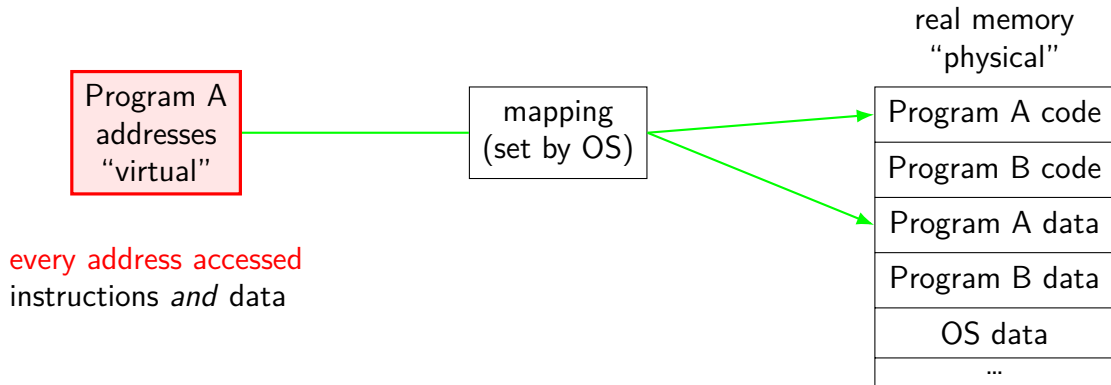 Program A
addresses
“virtual”
every address accessed
instructions and data
mapping
(set by OS)
real memory
“physical”
Program A code
Program B code
Program A data
Program B data
OS data
...